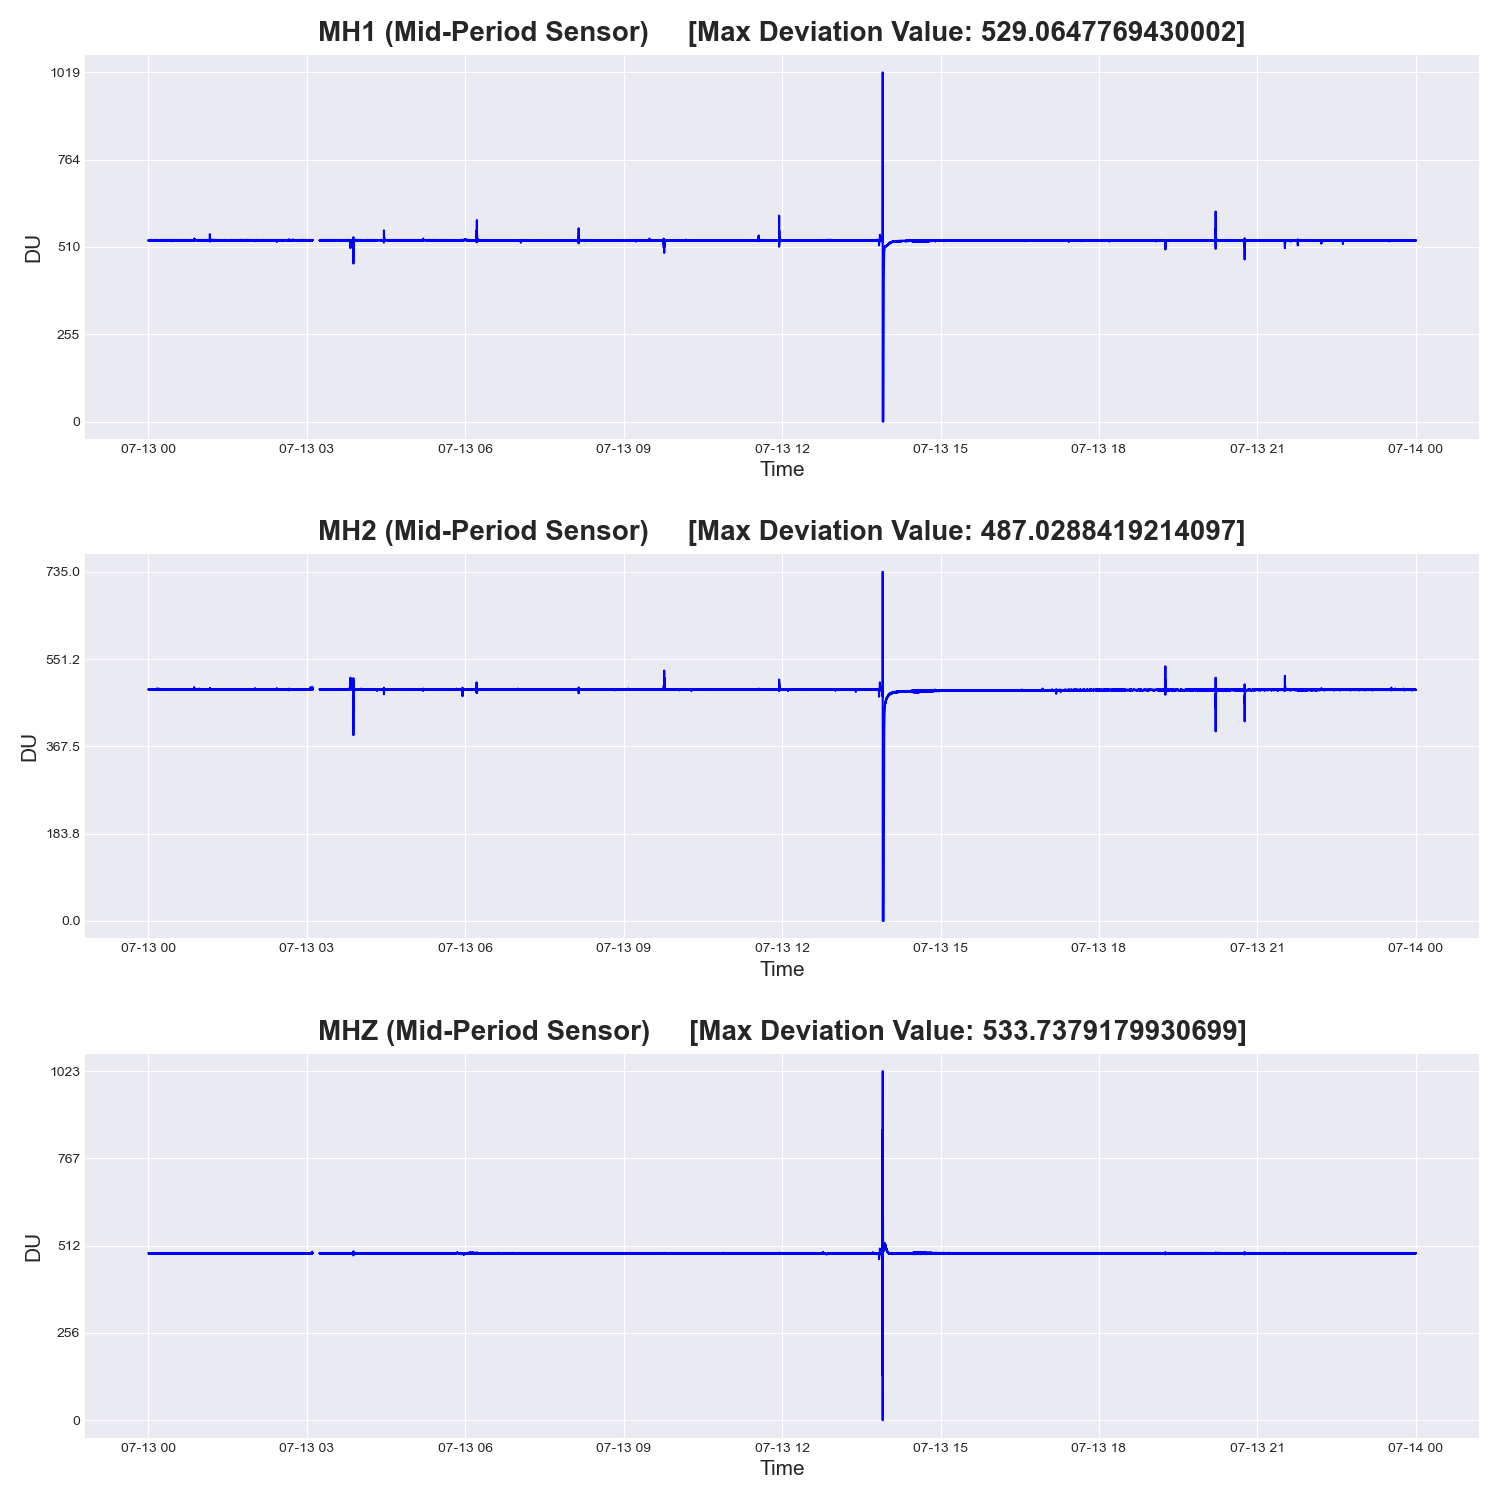 MH1 (Mid-Period Sensor) [Max Deviation Value: 529.0647769430002]
1019
764
510
255
0
DU
07-13 00 07-13 03 07-13 06 07-13 09 07-13 12 07-13 15 07-13 18 07-13 21 07-14 00
Time
MH2 (Mid-Period Sensor) [Max Deviation Value: 487.0288419214097]
735.0
551.2
367.5
183.8
0.0
DU
07-13 00 07-13 03 07-13 06 07-13 09 07-13 12 07-13 15 07-13 18 07-13 21 07-14 00
Time
MHZ (Mid-Period Sensor) [Max Deviation Value: 533.7379179930699]
1023
767
512
256
0
DU
07-13 00 07-13 03 07-13 06 07-13 09 07-13 12 07-13 15 07-13 18 07-13 21 07-14 00
Time